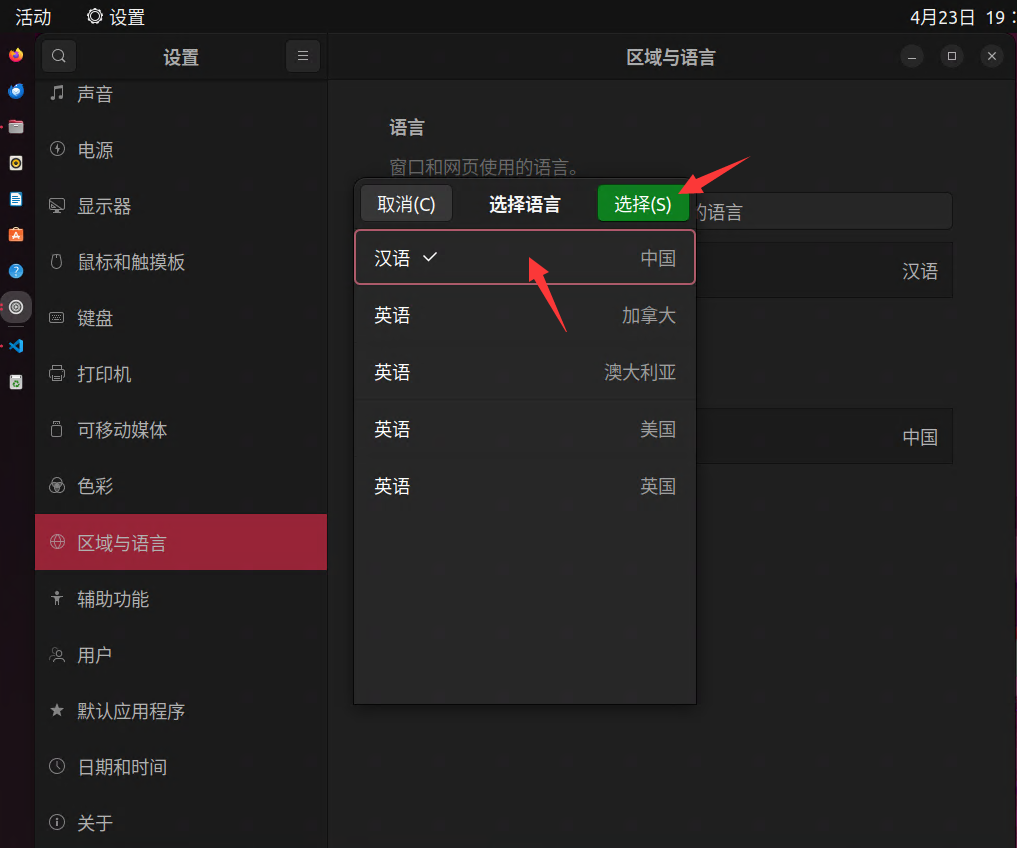 活动 设置 4月23日 19：
设置
区域与语言
声音
电源
显示器
鼠标和触摸板
键盘
打印机
可移动媒体
色彩
区域与语言
辅助功能
用户
默认应用程序
日期和时间
关于
语言
窗口和网页使用的语言。
的语言
汉语
中国
取消(C) 选择语言 选择(S)
汉语 中国
英语 加拿大
英语 澳大利亚
英语 美国
英语 英国